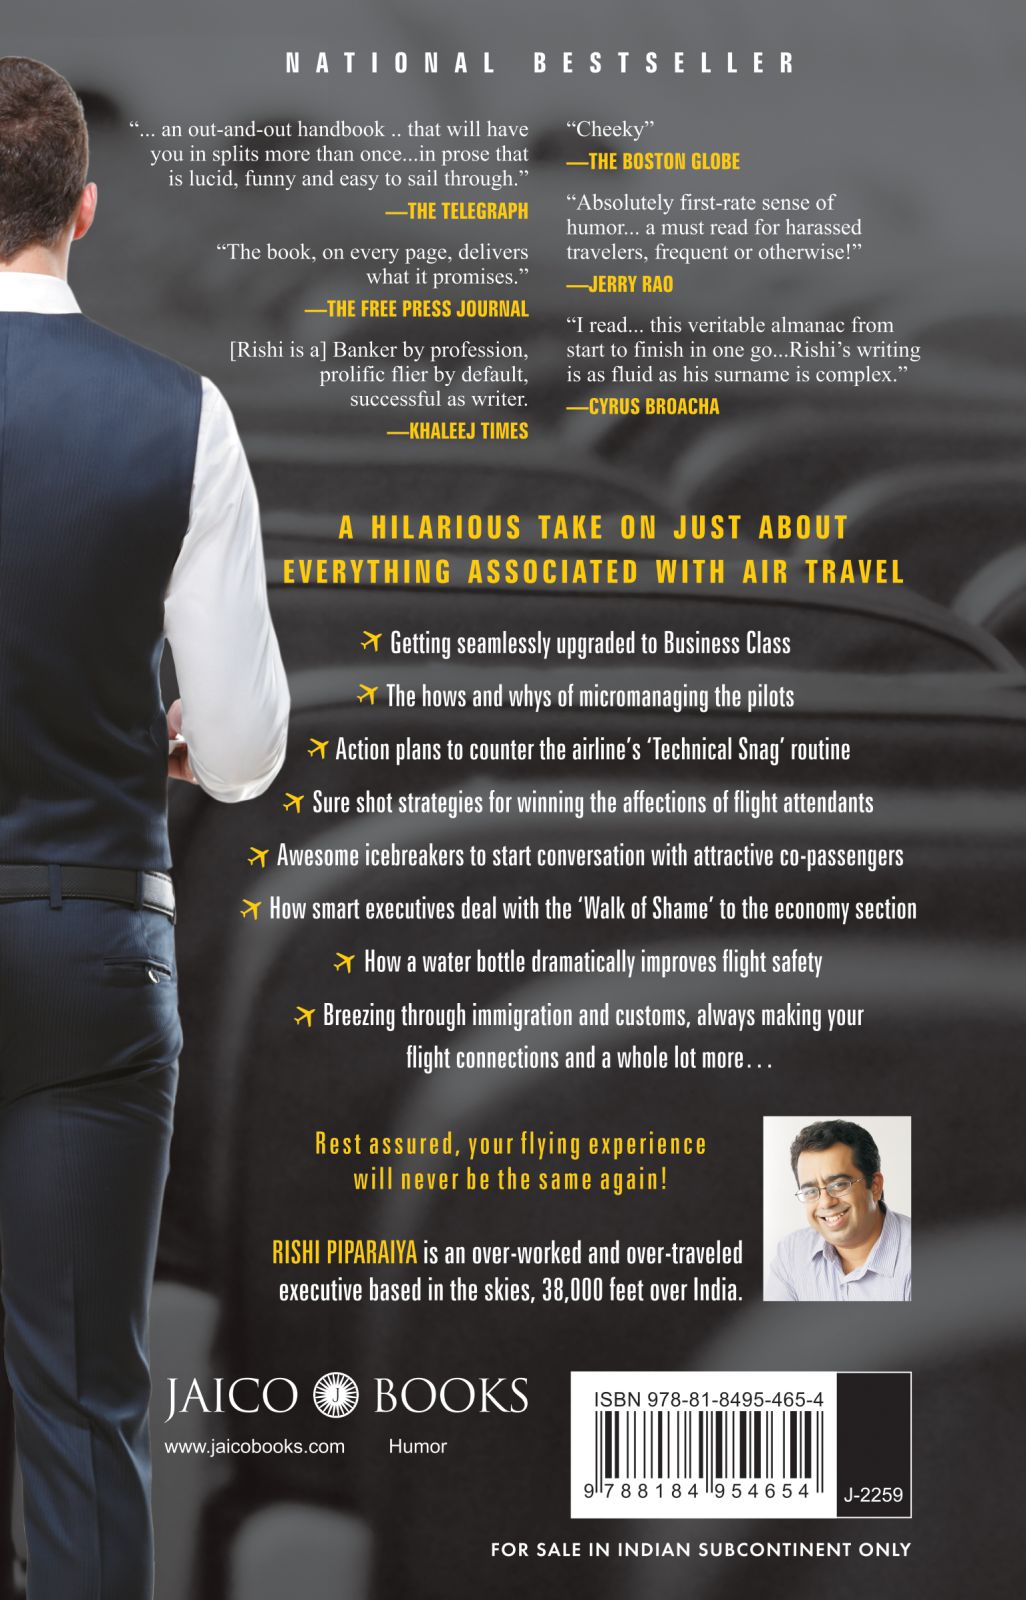 NATIONAL BESTSELLER
“... an out-and-out handbook .. that will have
you in splits more than once...in prose that
is lucid, funny and easy to sail through.”
—THE TELEGRAPH
“The book, on every page, delivers
what it promises.”
—THE FREE PRESS JOURNAL
[Rishi is a] Banker by profession,
prolific flier by default,
successful as writer.
—KHALEEJ TIMES
“Cheeky”
—THE BOSTON GLOBE
“Absolutely first-rate sense of
humor... a must read for harassed
travelers, frequent or otherwise!”
—JERRY RAO
“I read... this veritable almanac from
start to finish in one go...Rishi’s writing
is as fluid as his surname is complex.”
—CYRUS BROACHA
A HILARIOUS TAKE ON JUST ABOUT
EVERYTHING ASSOCIATED WITH AIR TRAVEL
Getting seamlessly upgraded to Business Class
The hows and whys of micromanaging the pilots
Action plans to counter the airline’s ‘Technical Snag’ routine
Sure shot strategies for winning the affections of flight attendants
Awesome icebreakers to start conversation with attractive co-passengers
How smart executives deal with the ‘Walk of Shame’ to the economy section
How a water bottle dramatically improves flight safety
Breezing through immigration and customs, always making your
flight connections and a whole lot more...
Rest assured, your flying experience
will never be the same again!
RISHI PIPARAIYA is an over-worked and over-traveled
executive based in the skies, 38,000 feet over India.
JAICO J BOOKS
www.jaicobooks.com Humor
ISBN 978-81-8495-465-4
9 788184 954654
J-2259
FOR SALE IN INDIAN SUBCONTINENT ONLY